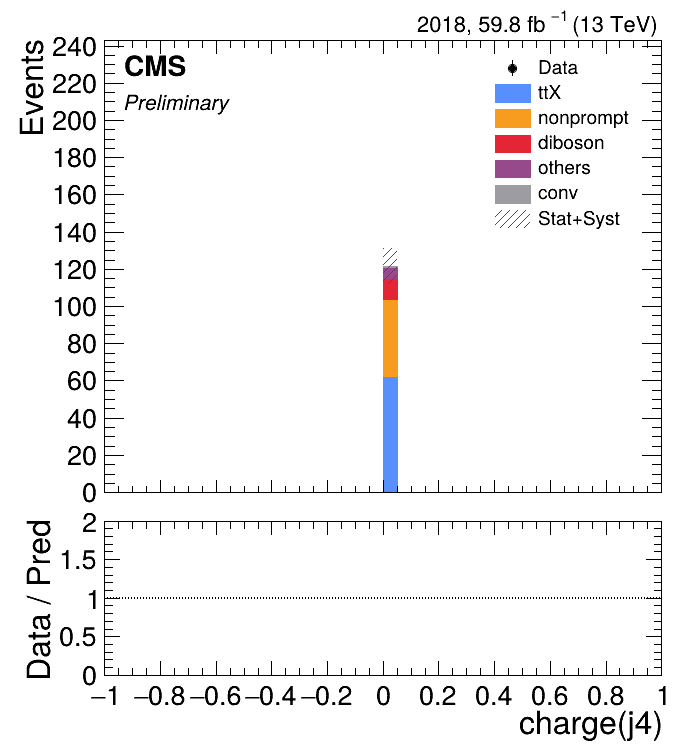 2018, 59.8 fb⁻¹ (13 TeV)
Events
240
220
200
180
160
140
120
100
80
60
40
20
0
CMS
Preliminary
Data
ttX
nonprompt
diboson
others
conv
Stat+Syst
Data / Pred
2
1.5
1
0.5
0
−1 −0.8 −0.6 −0.4 −0.2 0 0.2 0.4 0.6 0.8 1
charge(j4)